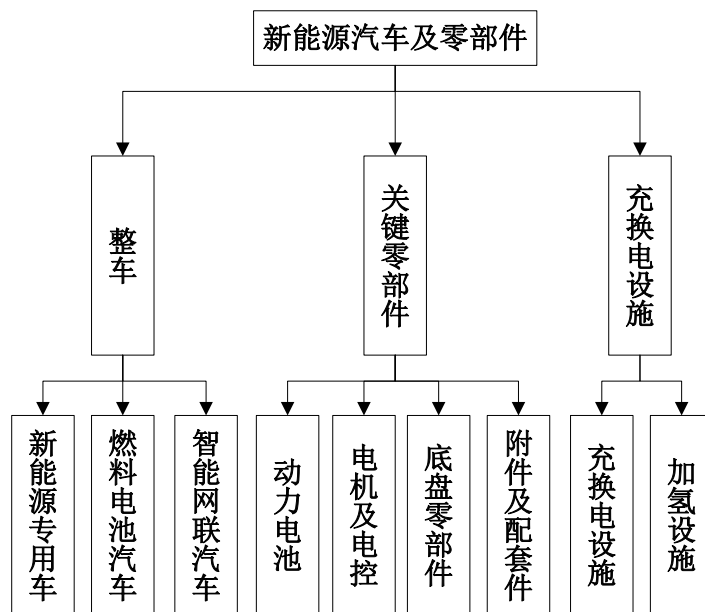 新能源汽车及零部件
整车
关键零部件
充换电设施
新能源专用车
燃料电池汽车
智能网联汽车
动力电池
电机及电控
底盘零部件
附件及配套件
充换电设施
加氢设施